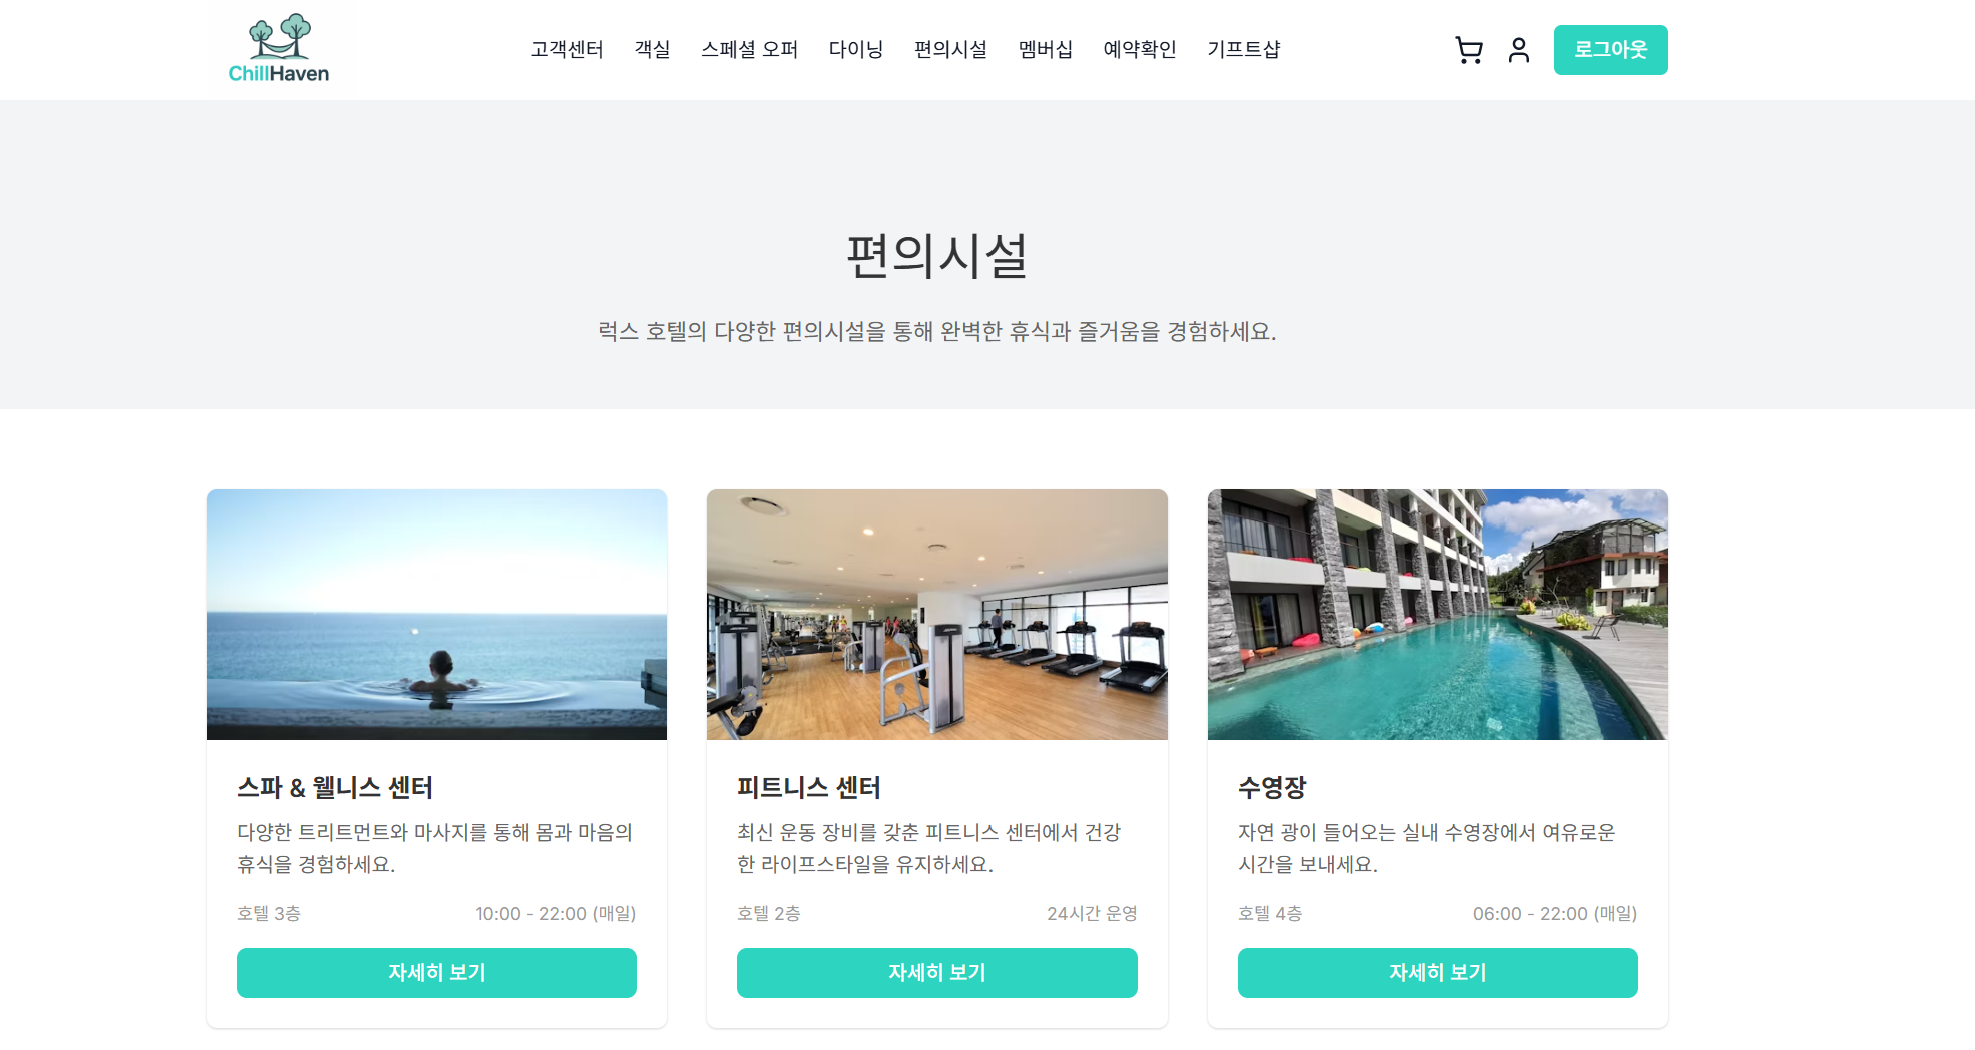 ChillHaven
고객센터 객실 스페셜 오퍼 다이닝 편의시설 멤버십 예약확인 기프트샵
로그아웃
편의시설
럭스 호텔의 다양한 편의시설을 통해 완벽한 휴식과 즐거움을 경험하세요.
스파 & 웰니스 센터
다양한 트리트먼트와 마사지를 통해 몸과 마음의
휴식을 경험하세요.
호텔 3층 10:00 - 22:00 (매일)
자세히 보기
피트니스 센터
최신 운동 장비를 갖춘 피트니스 센터에서 건강
한 라이프스타일을 유지하세요.
호텔 2층 24시간 운영
자세히 보기
수영장
자연 광이 들어오는 실내 수영장에서 여유로운
시간을 보내세요.
호텔 4층 06:00 - 22:00 (매일)
자세히 보기